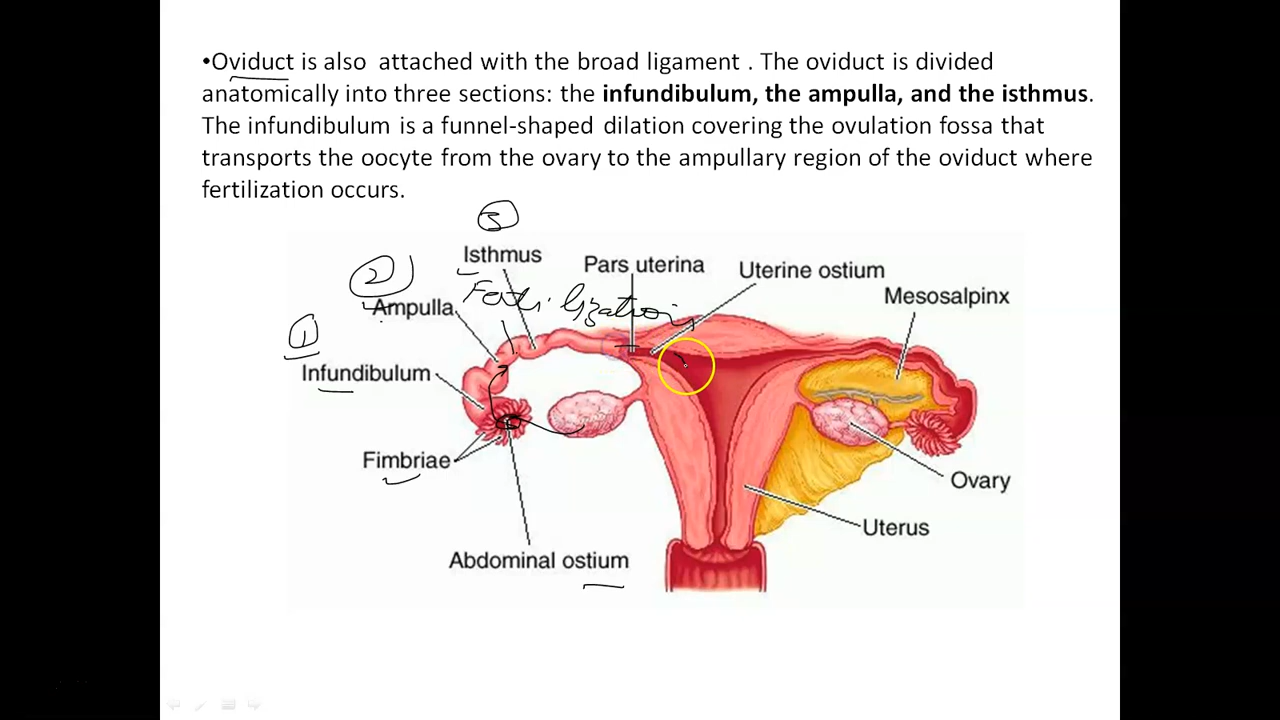 •Oviduct is also attached with the broad ligament . The oviduct is divided
anatomically into three sections: the infundibulum, the ampulla, and the isthmus.
The infundibulum is a funnel-shaped dilation covering the ovulation fossa that
transports the oocyte from the ovary to the ampullary region of the oviduct where
fertilization occurs.
3
Isthmus
Pars uterina
Uterine ostium
2
Mesosalpinx
Ampulla
Fertilization
1
Infundibulum
Fimbriae
Ovary
Uterus
Abdominal ostium